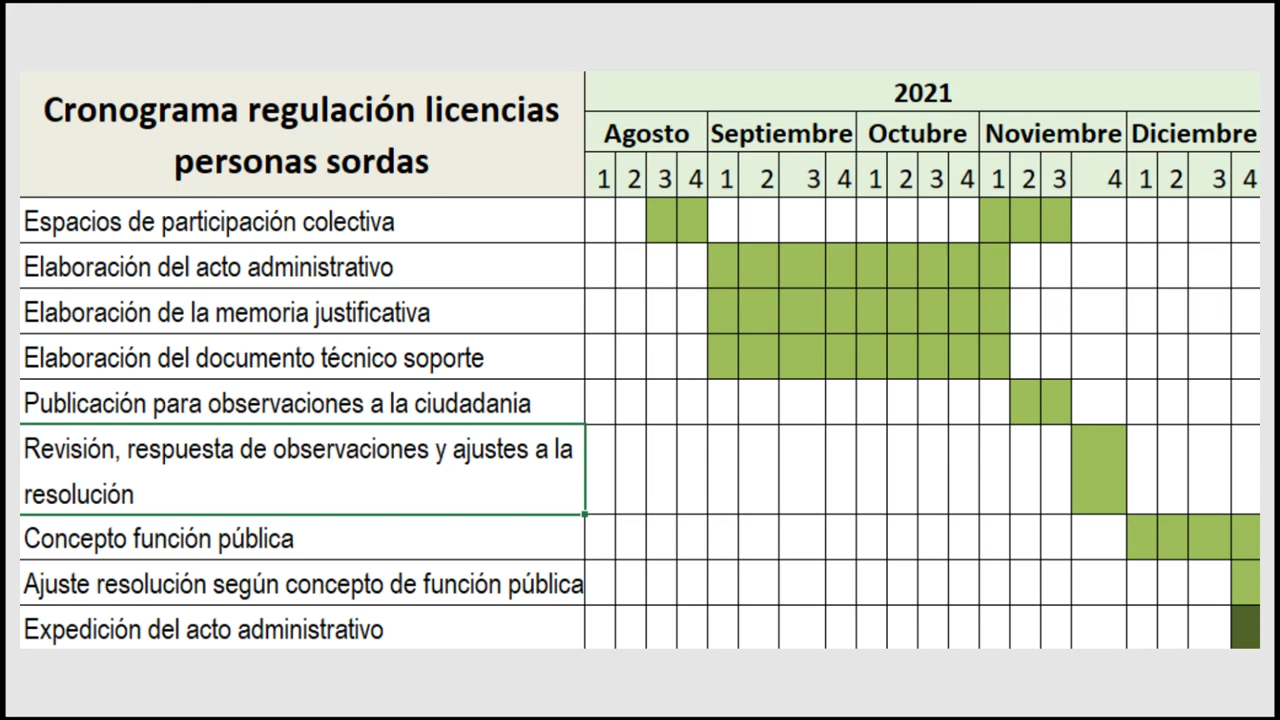 Cronograma regulación licencias
personas sordas
2021
Agosto Septiembre Octubre Noviembre Diciembre
1 2 3 4 1 2 3 4 1 2 3 4 1 2 3 4 1 2 3 4
Espacios de participación colectiva
Elaboración del acto administrativo
Elaboración de la memoria justificativa
Elaboración del documento técnico soporte
Publicación para observaciones a la ciudadania
Revisión, respuesta de observaciones y ajustes a la
resolución
Concepto función pública
Ajuste resolución según concepto de función pública
Expedición del acto administrativo